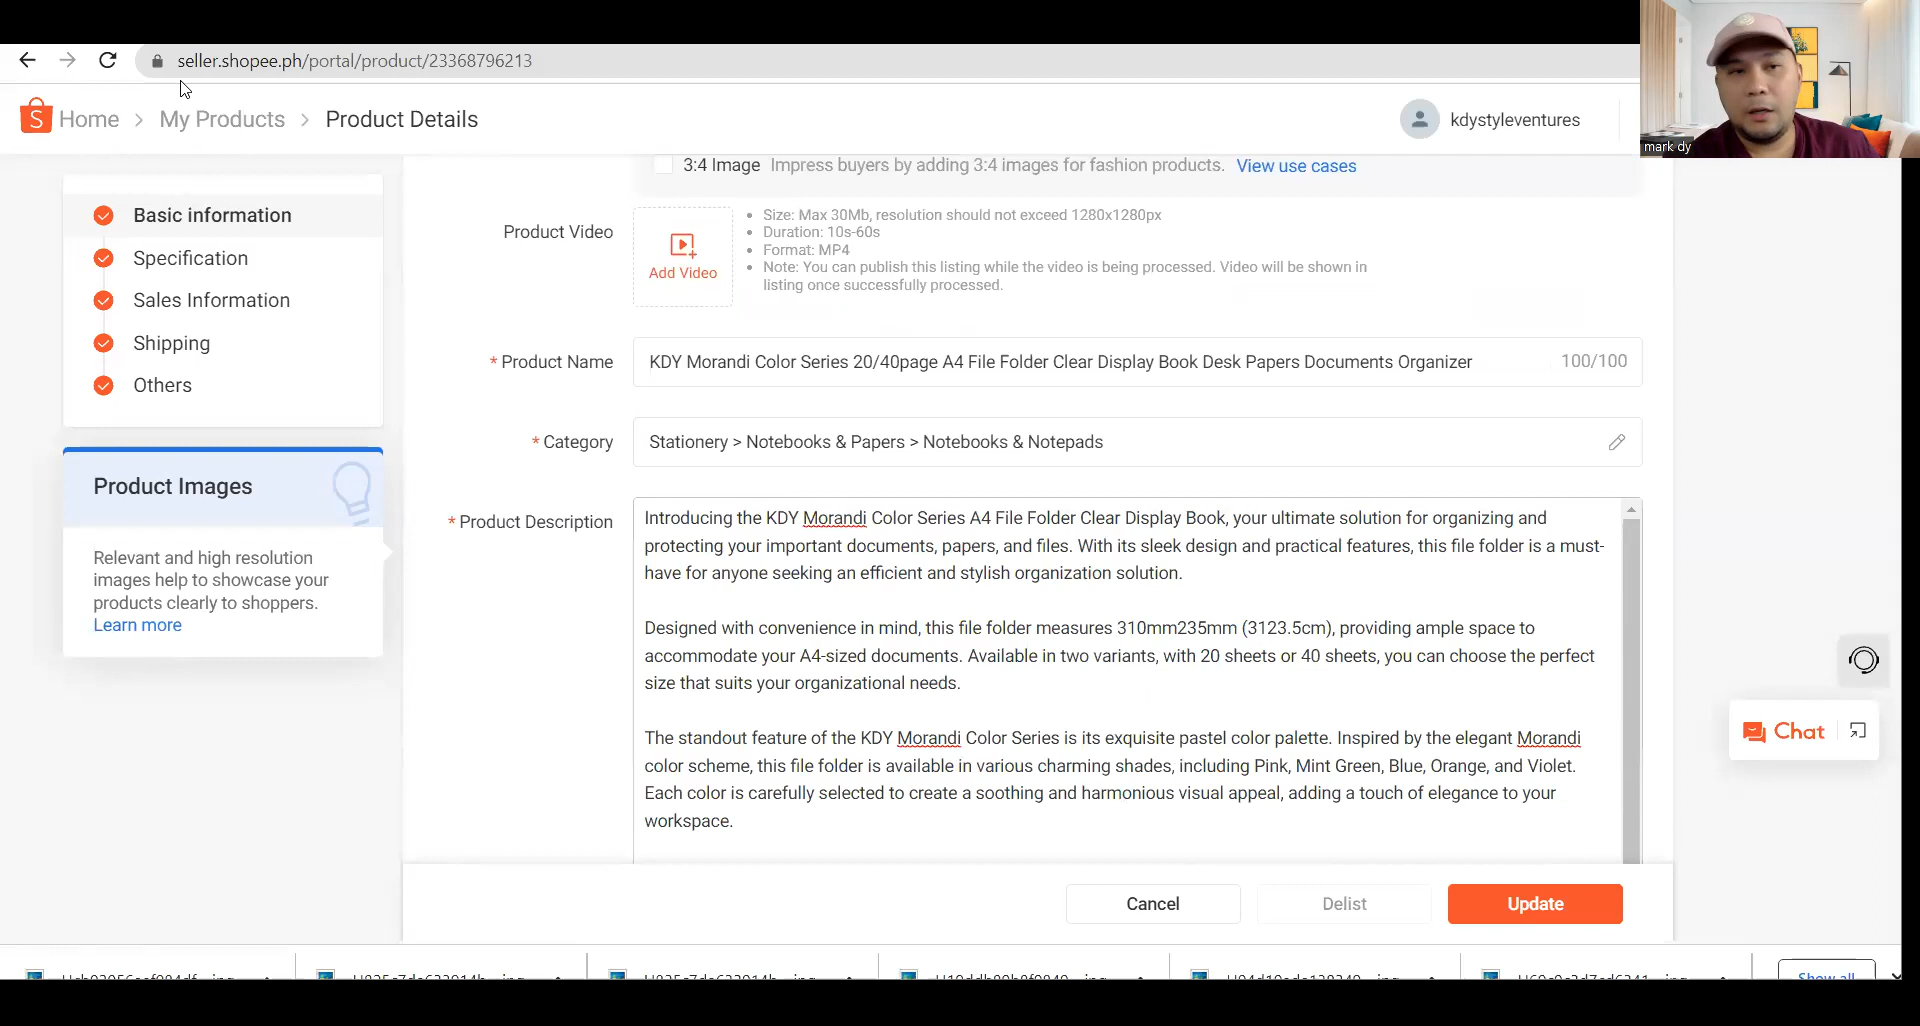 seller.shopee.ph/portal/product/23368796213
Home > My Products > Product Details
kdystyleventures
mark dy
3:4 Image Impress buyers by adding 3:4 images for fashion products. View use cases
Basic information
Specification
Sales Information
Shipping
Others
Product Images
Relevant and high resolution
images help to showcase your
products clearly to shoppers.
Learn more
Product Video
Add Video
Size: Max 30Mb, resolution should not exceed 1280x1280px
Duration: 10s-60s
Format: MP4
Note: You can publish this listing while the video is being processed. Video will be shown in
listing once successfully processed.
* Product Name
KDY Morandi Color Series 20/40page A4 File Folder Clear Display Book Desk Papers Documents Organizer
100/100
* Category
Stationery > Notebooks & Papers > Notebooks & Notepads
* Product Description
Introducing the KDY Morandi Color Series A4 File Folder Clear Display Book, your ultimate solution for organizing and
protecting your important documents, papers, and files. With its sleek design and practical features, this file folder is a must-
have for anyone seeking an efficient and stylish organization solution.
Designed with convenience in mind, this file folder measures 310mm235mm (3123.5cm), providing ample space to
accommodate your A4-sized documents. Available in two variants, with 20 sheets or 40 sheets, you can choose the perfect
size that suits your organizational needs.
The standout feature of the KDY Morandi Color Series is its exquisite pastel color palette. Inspired by the elegant Morandi
color scheme, this file folder is available in various charming shades, including Pink, Mint Green, Blue, Orange, and Violet.
Each color is carefully selected to create a soothing and harmonious visual appeal, adding a touch of elegance to your
workspace.
Chat
Cancel
Delist
Update
Show all